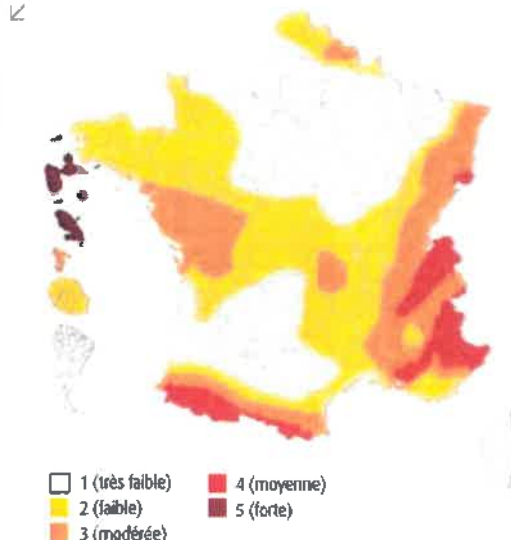 1 (très faible)
2 (faible)
3 (modérée)
4 (moyenne)
5 (forte)